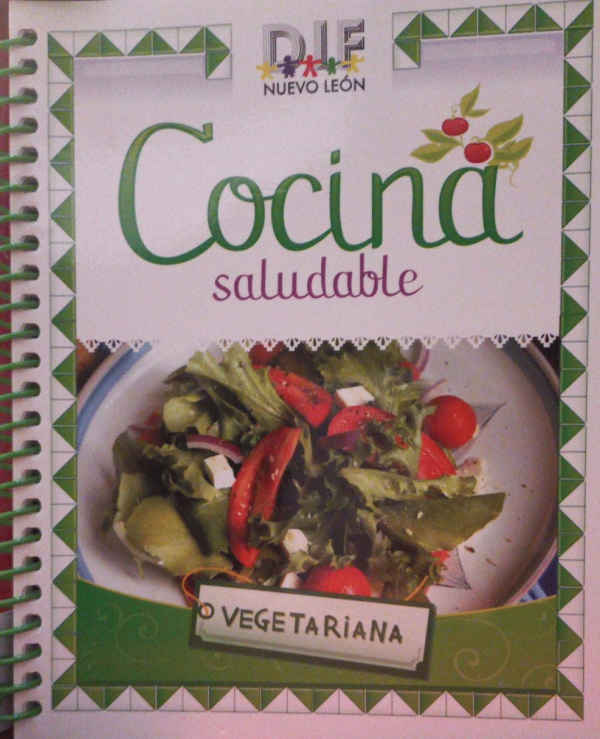 DIF
NUEVO LEÓN
Cocina
saludable
VEGETARiANA